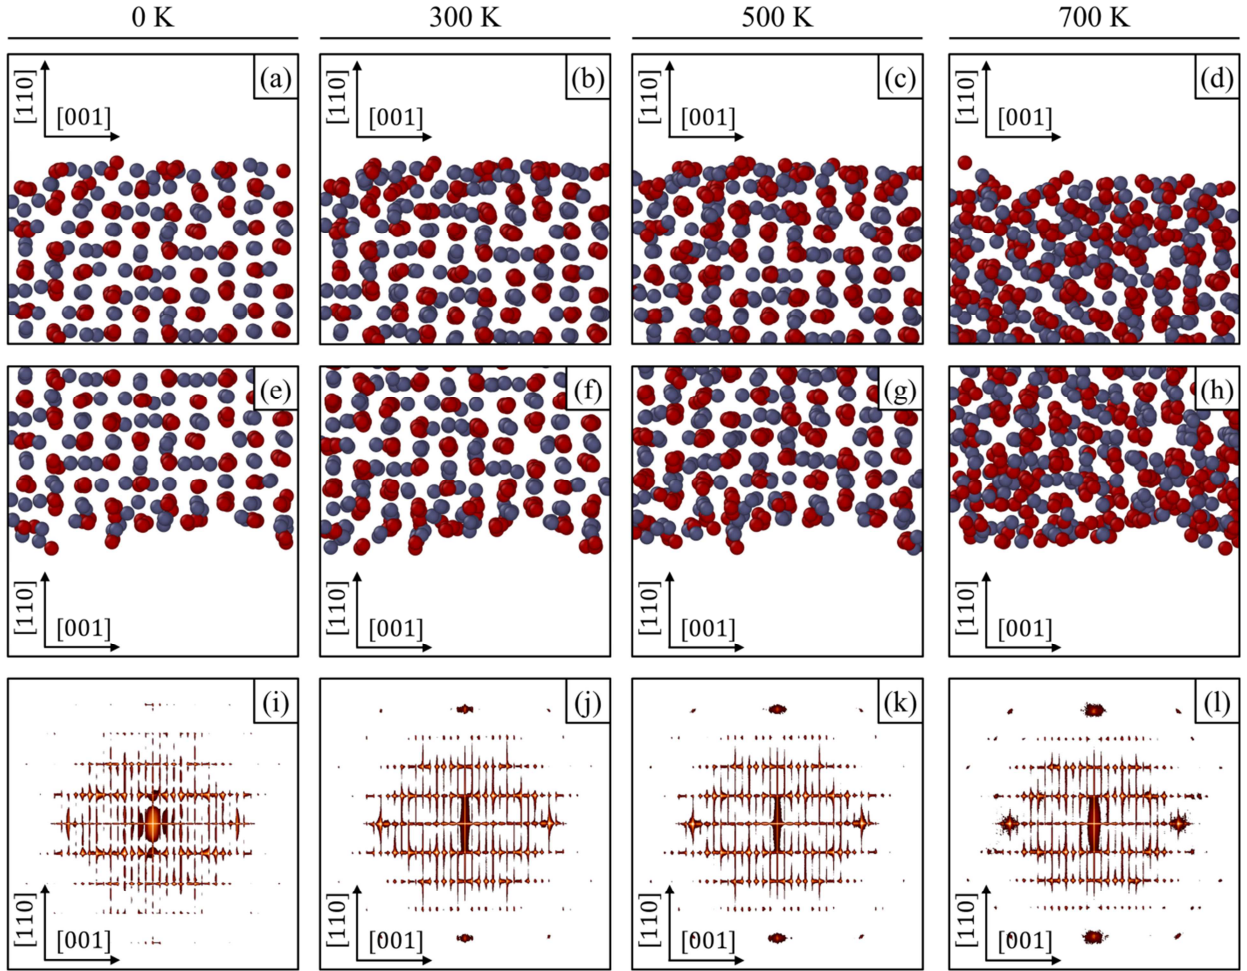 0 K 300 K 500 K 700 K
(a) (b) (c) (d)
[110] [110] [110] [110]
[001] [001] [001] [001]
(e) (f) (g) (h)
[110] [110] [110] [110]
[001] [001] [001] [001]
(i) (j) (k) (l)
[110] [110] [110] [110]
[001] [001] [001] [001]